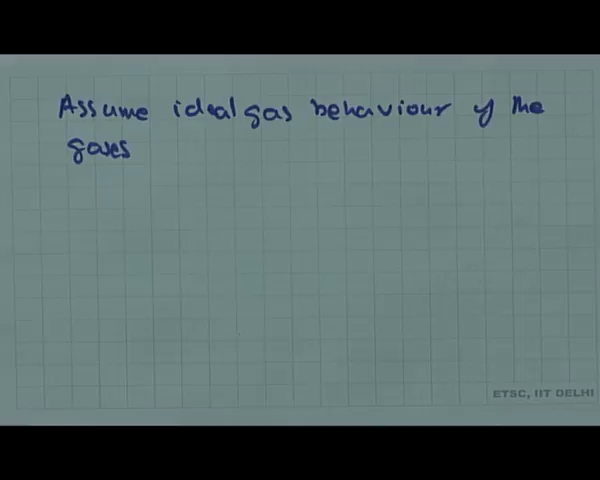 Assume ideal gas behaviour of the
gases
ETSC, IIT DELHI